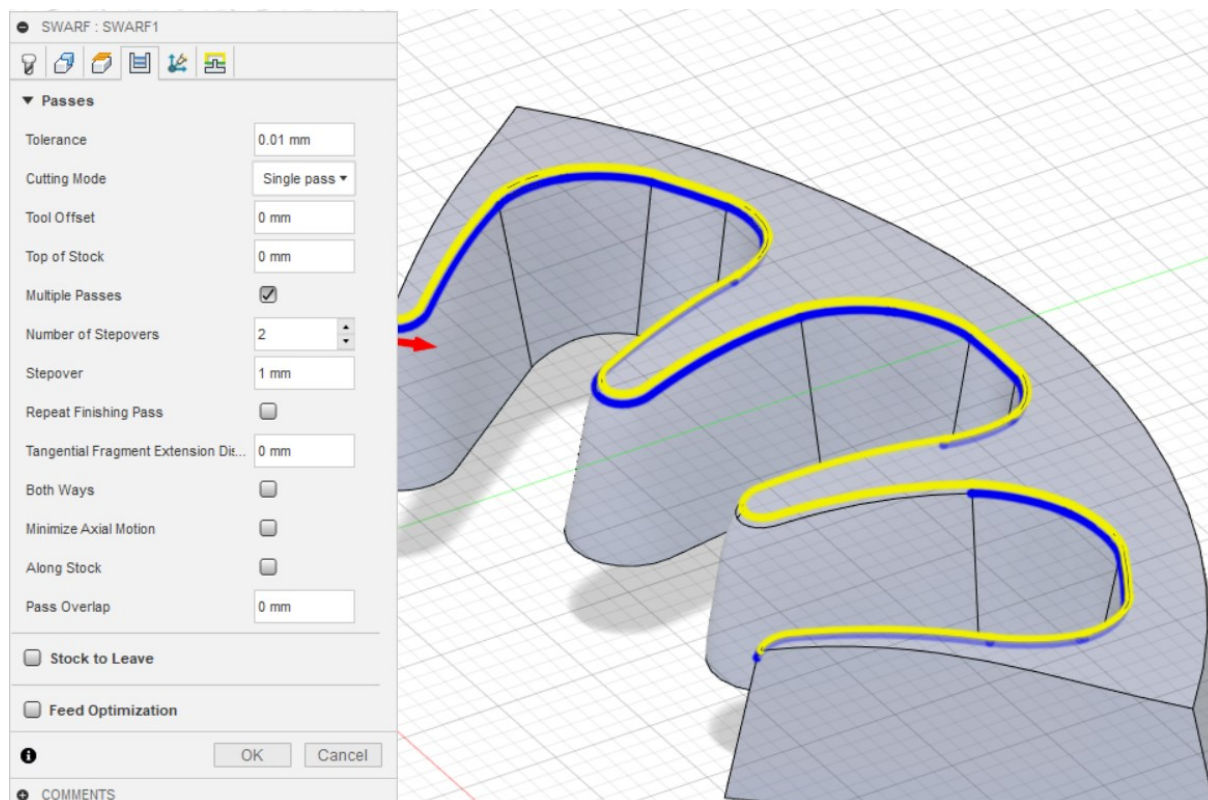 SWARF : SWARF1
Passes
Tolerance 0.01 mm
Cutting Mode Single pass
Tool Offset 0 mm
Top of Stock 0 mm
Multiple Passes
Number of Stepovers 2
Stepover 1 mm
Repeat Finishing Pass
Tangential Fragment Extension Dis... 0 mm
Both Ways
Minimize Axial Motion
Along Stock
Pass Overlap 0 mm
Stock to Leave
Feed Optimization
OK Cancel
COMMENTS